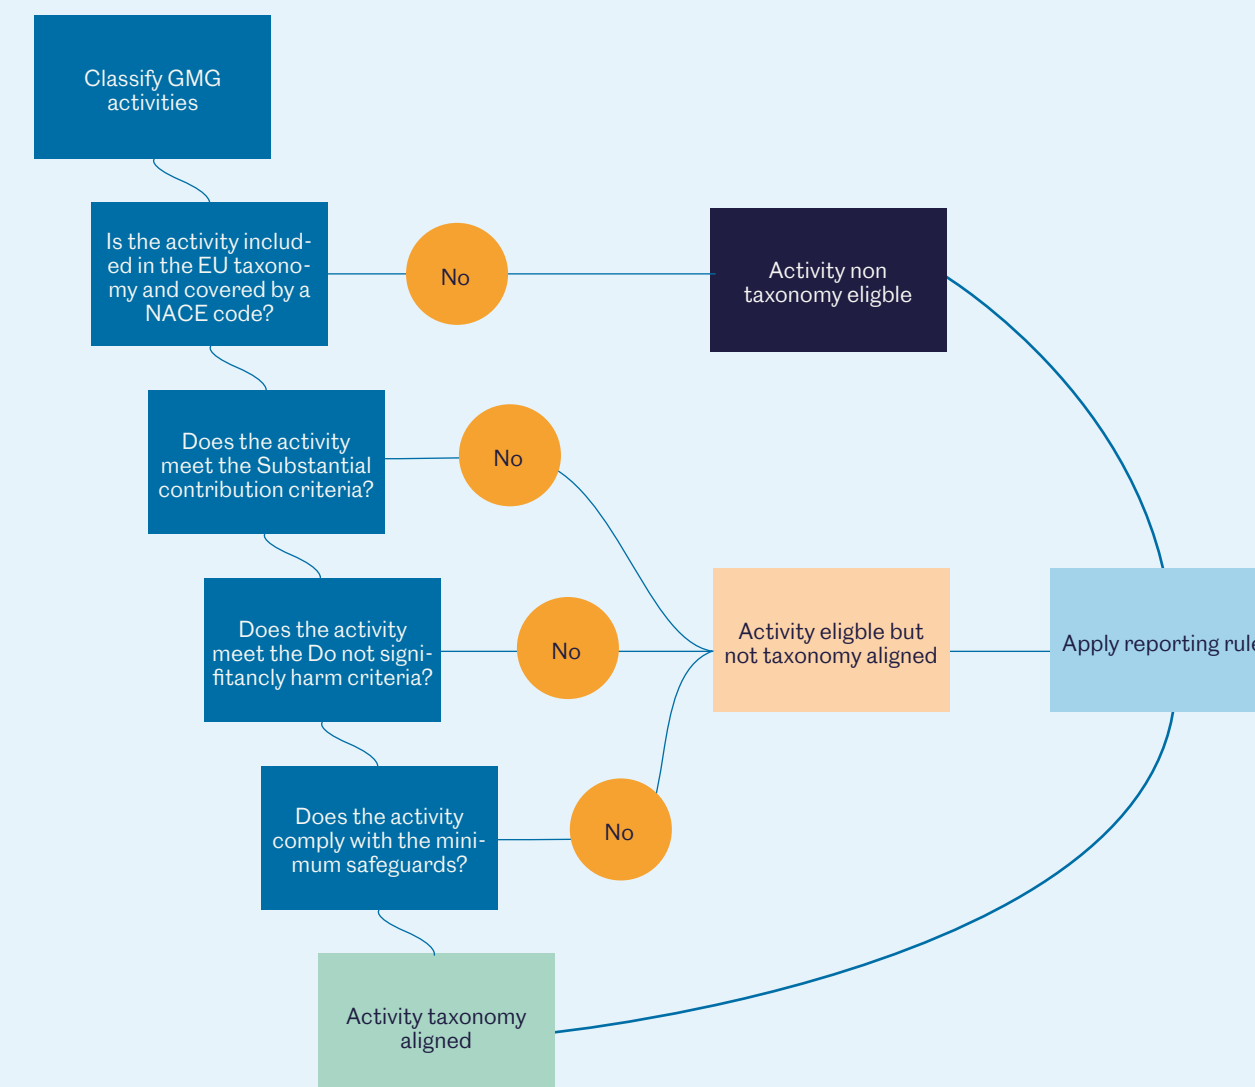 Classify GMG
activities
Is the activity includ-
ed in the EU taxono-
my and covered by a
NACE code?
No
Activity non
taxonomy eligble
Does the activity
meet the Substantial
contribution criteria?
No
Does the activity
meet the Do not signi-
fitancly harm criteria?
No
Activity eligble but
not taxonomy aligned
Apply reporting rule
Does the activity
comply with the mini-
mum safeguards?
No
Activity taxonomy
aligned